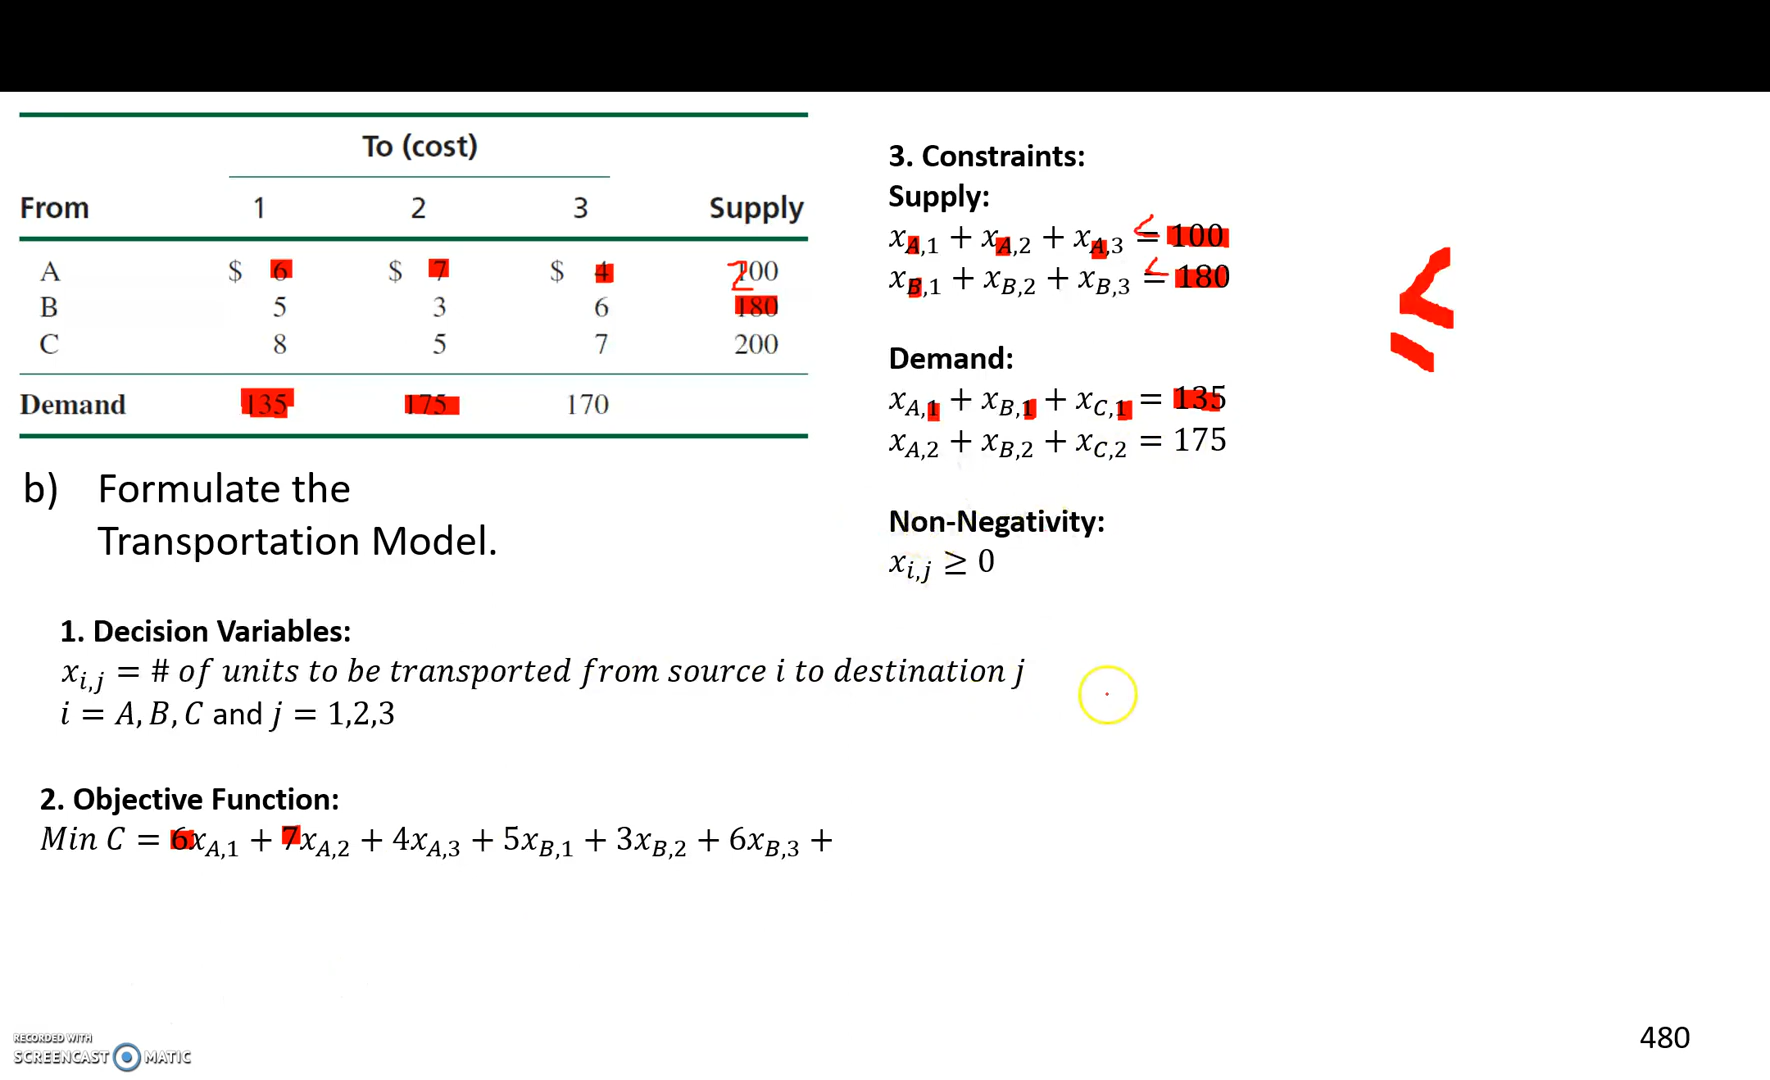 To (cost)
From 1 2 3 Supply
A $ 6 $ 7 $ 4 100
B 5 3 6 180
C 8 5 7 200
Demand 135 175 170
b) Formulate the
Transportation Model.
1. Decision Variables:
x_{i,j} = # of units to be transported from source i to destination j
i = A, B, C and j = 1,2,3
2. Objective Function:
Min C = 6x_{A,1} + 7x_{A,2} + 4x_{A,3} + 5x_{B,1} + 3x_{B,2} + 6x_{B,3} +
3. Constraints:
Supply:
x_{A,1} + x_{A,2} + x_{A,3} = 100
x_{B,1} + x_{B,2} + x_{B,3} = 180
≤
Demand:
x_{A,1} + x_{B,1} + x_{C,1} = 135
x_{A,2} + x_{B,2} + x_{C,2} = 175
Non-Negativity:
x_{i,j} ≥ 0
RECORDED WITH
SCREENCAST MATIC
480